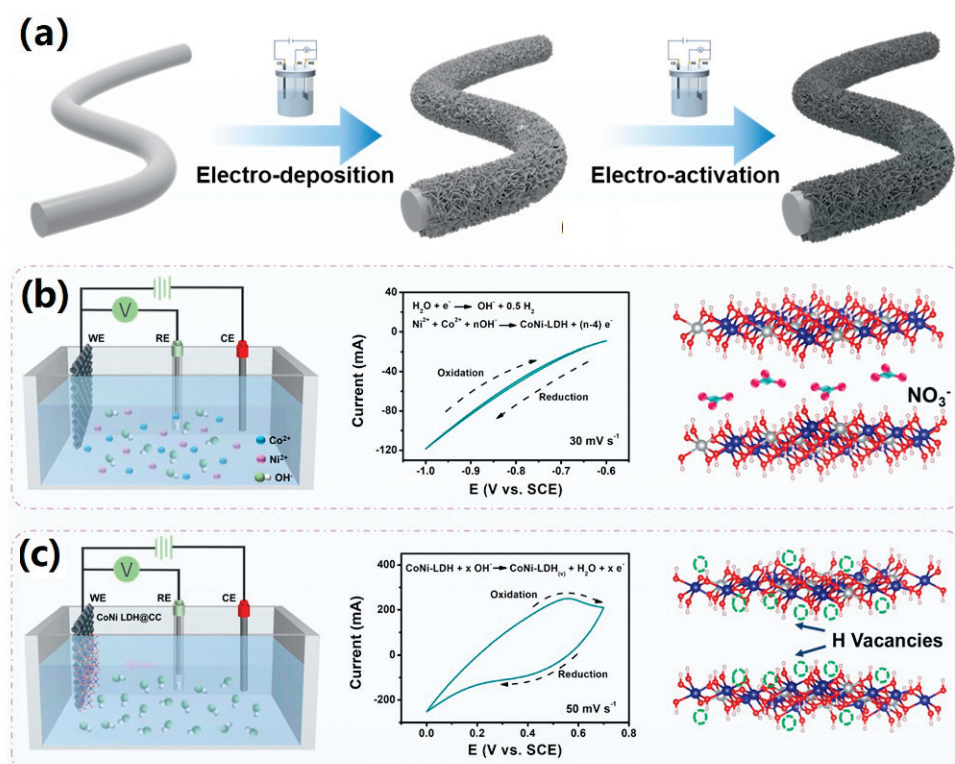 (a)
Electro-deposition
Electro-activation
(b)
V
WE
RE
CE
Co²⁺
Ni²⁺
OH⁻
H₂O + e⁻ → OH⁻ + 0.5 H₂
Ni²⁺ + Co²⁺ + nOH⁻ → CoNi-LDH + (n-4) e⁻
Oxidation
Reduction
30 mV s⁻¹
Current (mA)
40
0
-40
-80
-120
-1.0
-0.9
-0.8
-0.7
-0.6
E (V vs. SCE)
NO₃⁻
(c)
V
WE
RE
CE
CoNi LDH@CC
CoNi-LDH + x OH⁻ → CoNi-LDH₍ᵥ₎ + H₂O + x e⁻
Oxidation
Reduction
50 mV s⁻¹
Current (mA)
400
200
0
-200
0.0
0.2
0.4
0.6
E (V vs. SCE)
H Vacancies